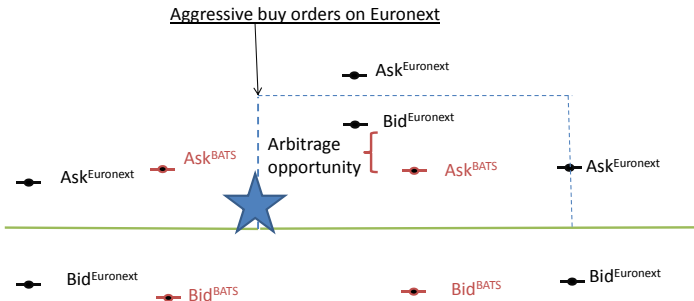 Aggressive buy orders on Euronext
Ask^Euronext
Bid^Euronext
Arbitrage
opportunity
Ask^BATS
Ask^Euronext
Ask^BATS
Ask^Euronext
Bid^Euronext
Bid^BATS
Bid^BATS
Bid^Euronext